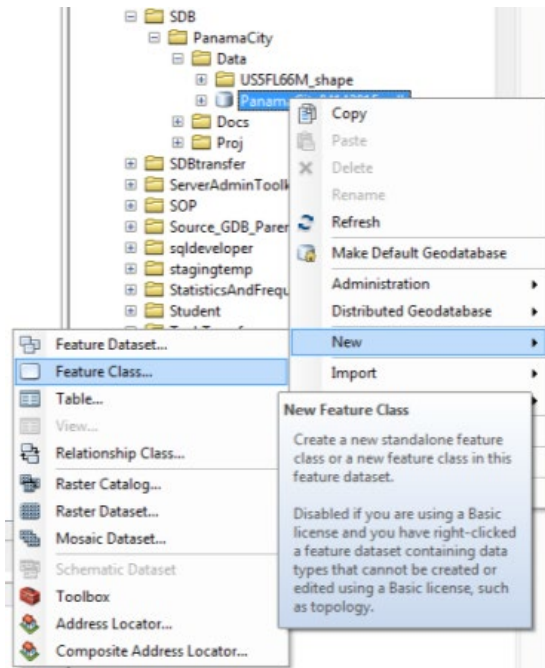 SDB
PanamaCity
Data
US5FL66M_shape
Docs
Proj
SDBtransfer
ServerAdminToolk
SOP
Source_GDB_Parer
sqldeveloper
stagingtemp
StatisticsAndFrequ
Student
Copy
Paste
Delete
Rename
Refresh
Make Default Geodatabase
Administration
Distributed Geodatabase
New
Import
Feature Dataset...
Feature Class...
Table...
View...
Relationship Class...
Raster Catalog...
Raster Dataset...
Mosaic Dataset...
Schematic Dataset
Toolbox
Address Locator...
Composite Address Locator...
New Feature Class
Create a new standalone feature
class or a new feature class in this
feature dataset.
Disabled if you are using a Basic
license and you have right-clicked
a feature dataset containing data
types that cannot be created or
edited using a Basic license, such
as topology.